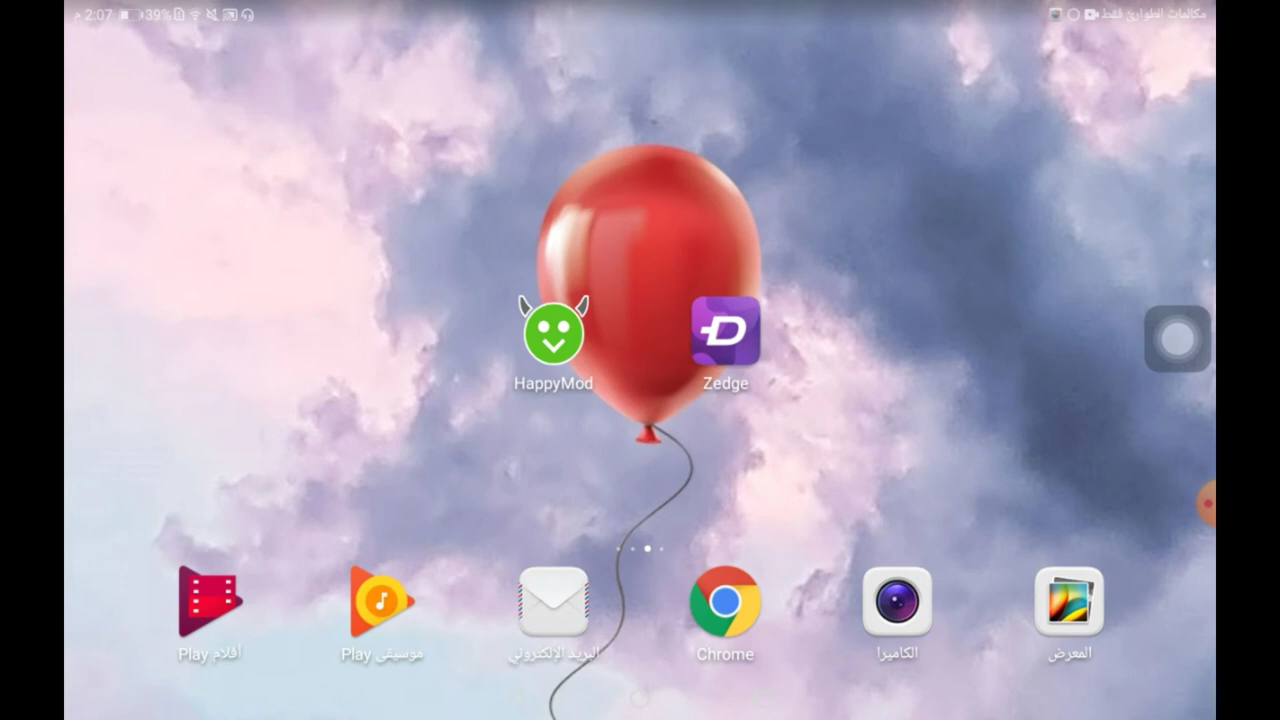 مكالمات الطوارئ فقط
39% 2:07 م
HappyMod
Zedge
أفلام Play
موسيقى Play
البريد الإلكتروني
Chrome
الكاميرا
المعرض